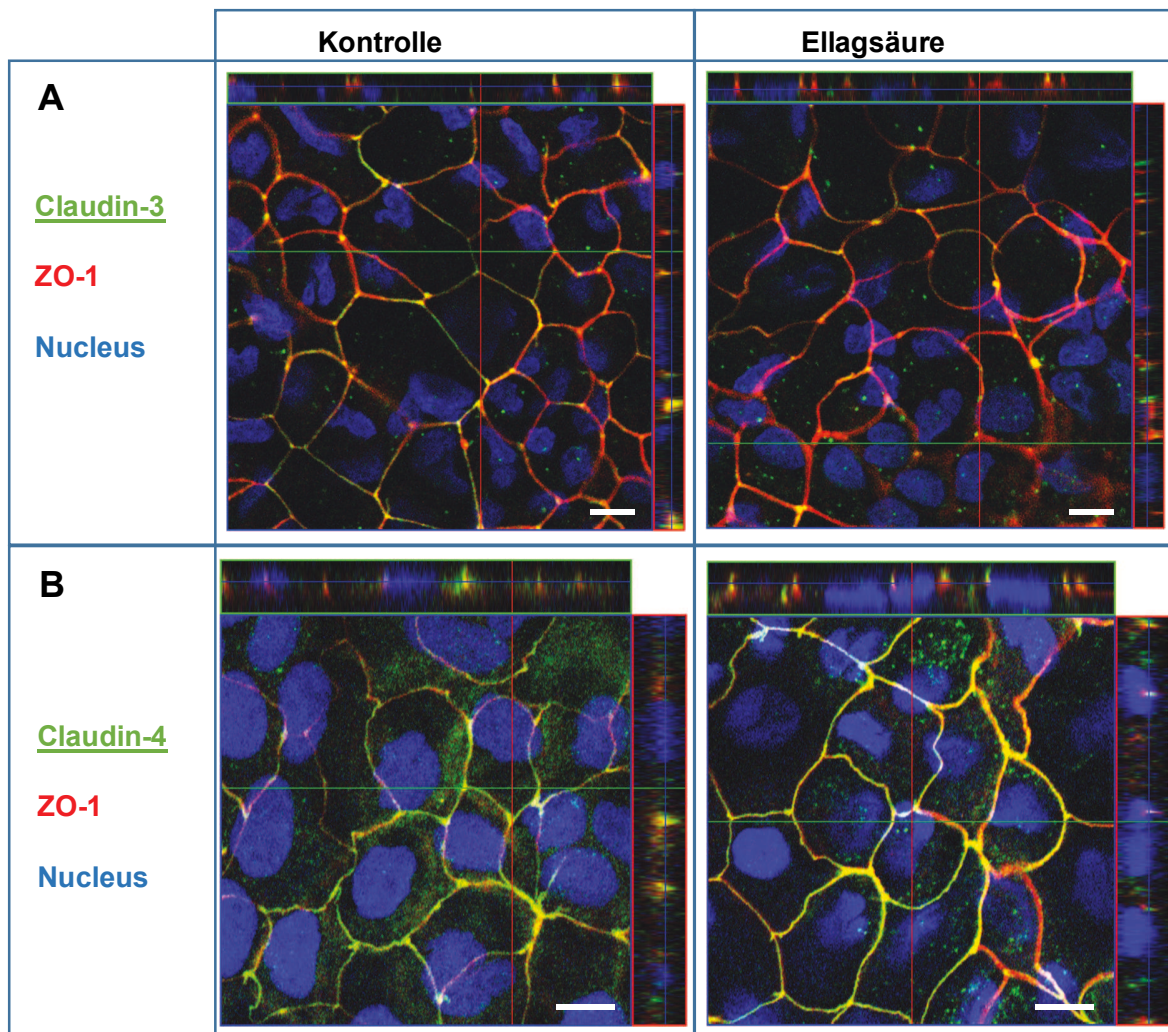 Kontrolle
Ellagsäure
A
Claudin-3
ZO-1
Nucleus
B
Claudin-4
ZO-1
Nucleus